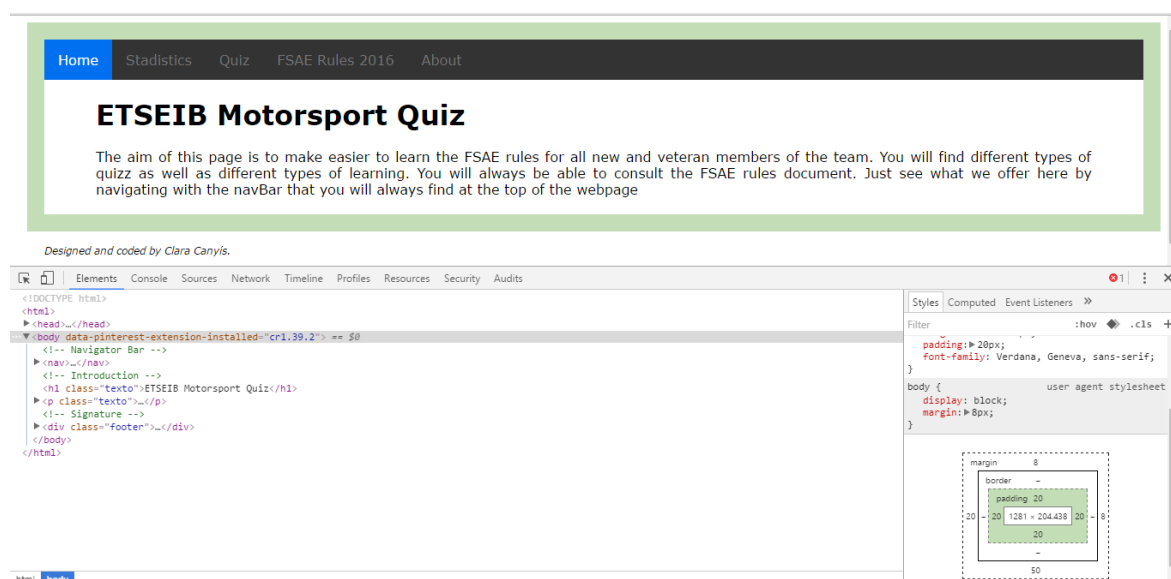 Home Stadistics Quiz FSAE Rules 2016 About
ETSEIB Motorsport Quiz
The aim of this page is to make easier to learn the FSAE rules for all new and veteran members of the team. You will find different types of
quizz as well as different types of learning. You will always be able to consult the FSAE rules document. Just see what we offer here by
navigating with the navBar that you will always find at the top of the webpage
Designed and coded by Clara Canyís.
Elements Console Sources Network Timeline Profiles Resources Security Audits 1
<!DOCTYPE html>
<html>
<head>…</head>
<body data-pinterest-extension-installed="cr1.39.2"> == $0
<!-- Navigator Bar -->
<nav>…</nav>
<!-- Introduction -->
<h1 class="texto">ETSEIB Motorsport Quiz</h1>
<p class="texto">…</p>
<!-- Signature -->
<div class="footer">…</div>
</body>
</html>
html body
Styles Computed Event Listeners »
Filter :hov .cls +
padding: 20px;
font-family: Verdana, Geneva, sans-serif;
}
body { user agent stylesheet
display: block;
margin: 8px;
}
margin 8
border –
padding 20
20 – 20 1281 × 204.438 20 – 8
20
–
50